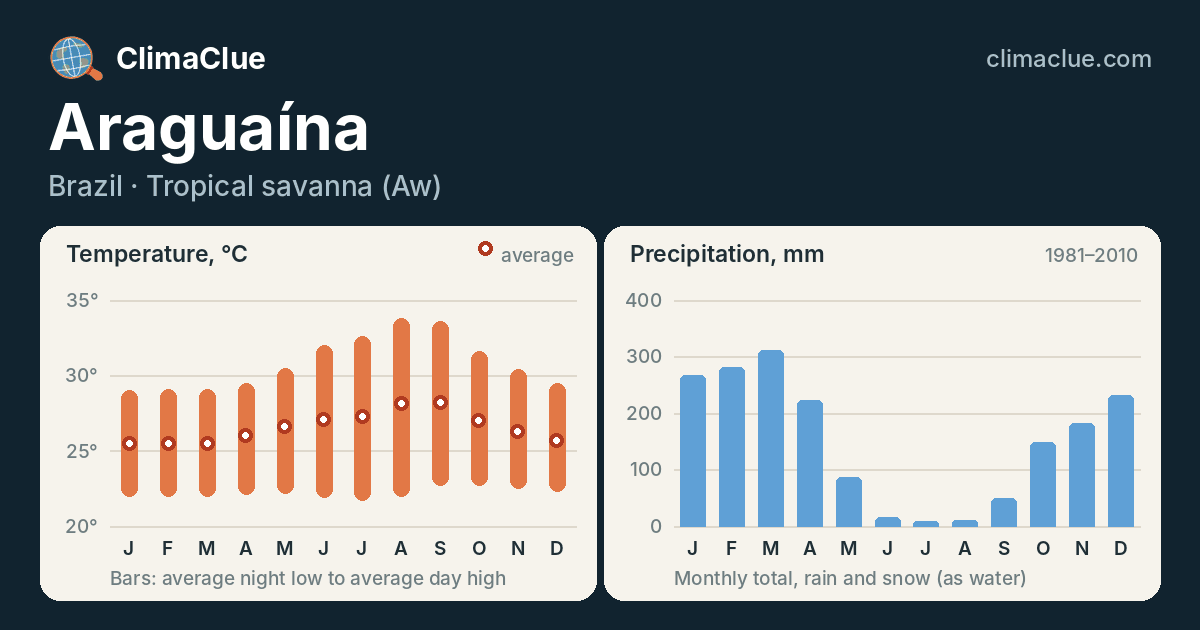 ClimaClue
climaclue.com
Araguaína
Brazil · Tropical savanna (Aw)
Temperature, °C
average
35°
30°
25°
20°
J F M A M J J A S O N D
Bars: average night low to average day high
Precipitation, mm
1981–2010
400
300
200
100
0
J F M A M J J A S O N D
Monthly total, rain and snow (as water)